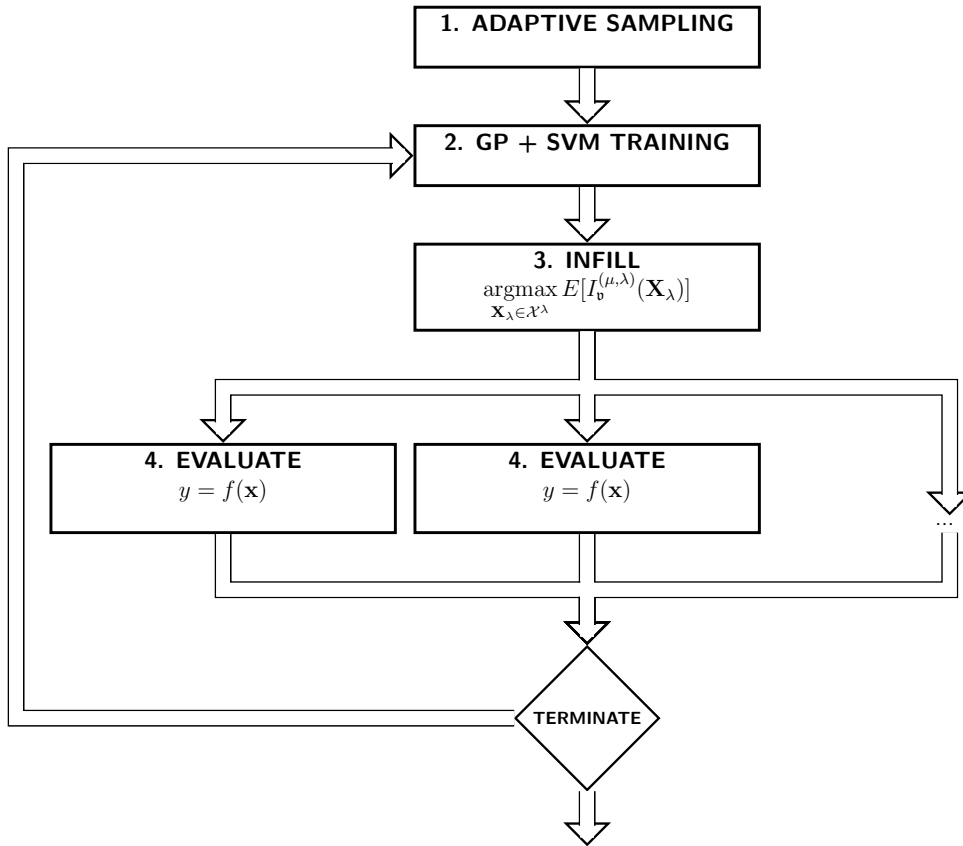 1. ADAPTIVE SAMPLING
2. GP + SVM TRAINING
3. INFILL
argmax E[I_𝔳^{(μ,λ)}(𝐗_λ)]
𝐗_λ∈𝒳^λ
4. EVALUATE
y = f(𝐱)
4. EVALUATE
y = f(𝐱)
...
TERMINATE